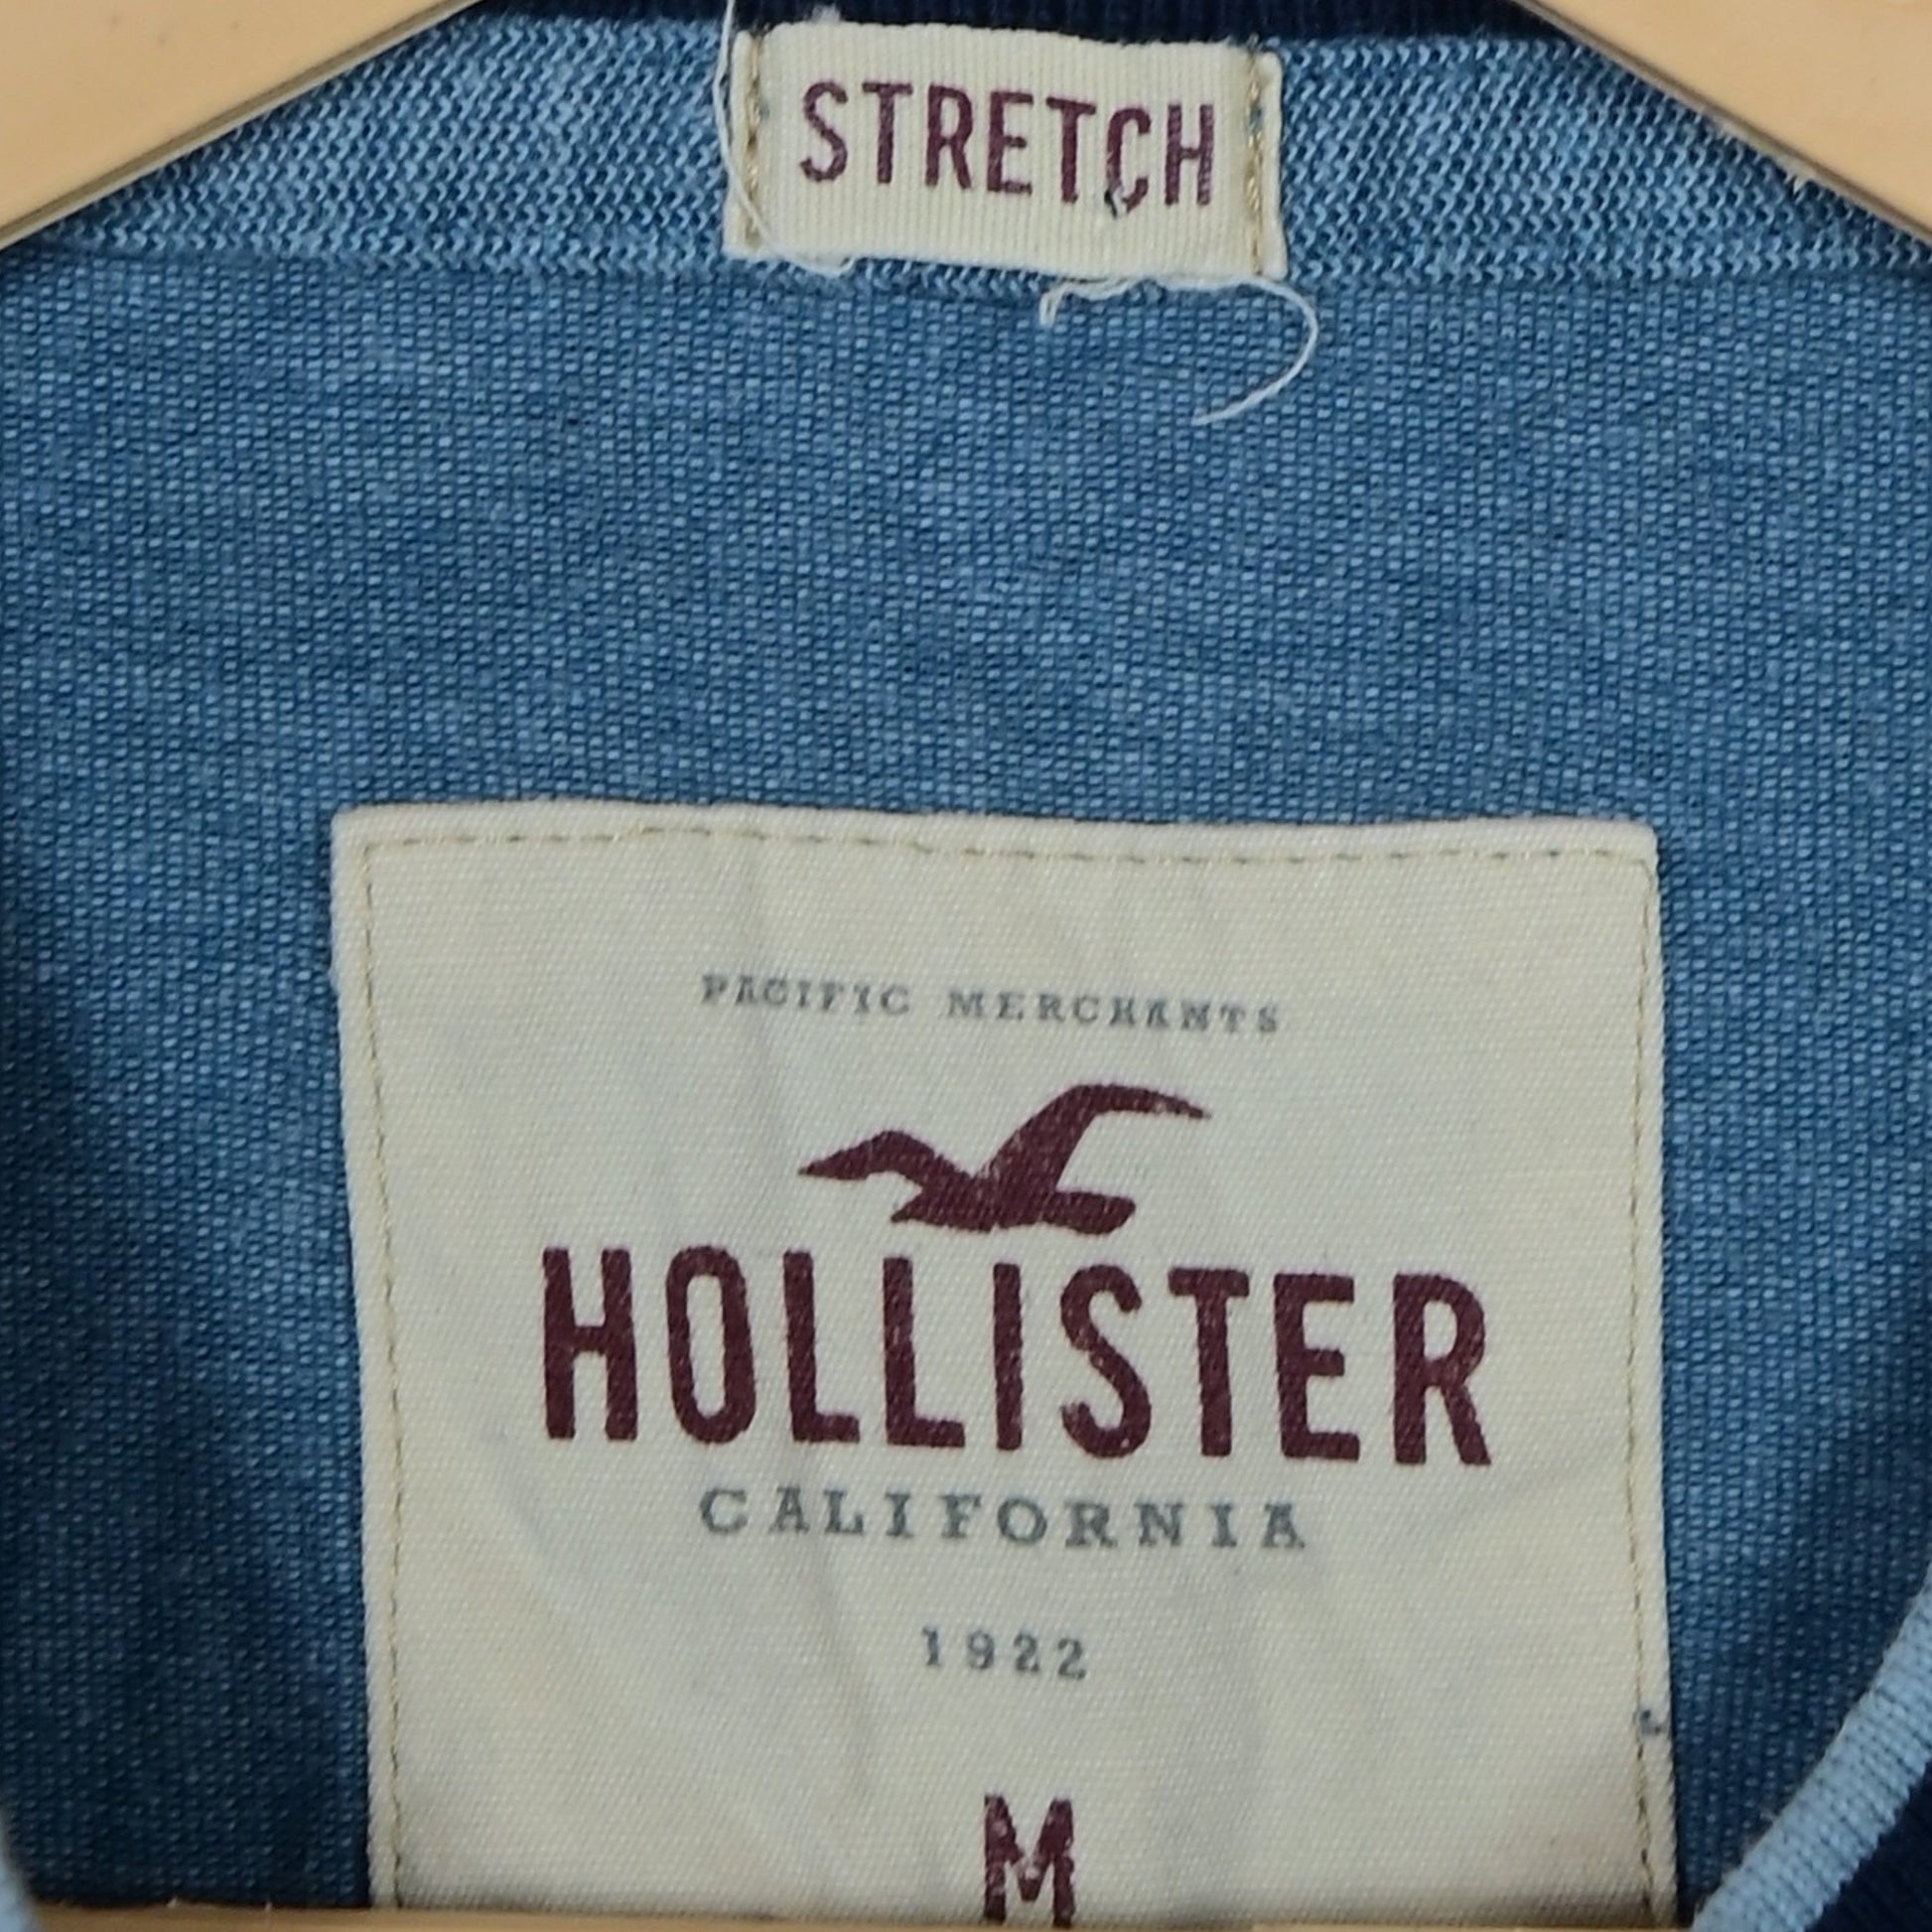 STRETCH
PACIFIC MERCHANTS
HOLLISTER
CALIFORNIA
1922
M